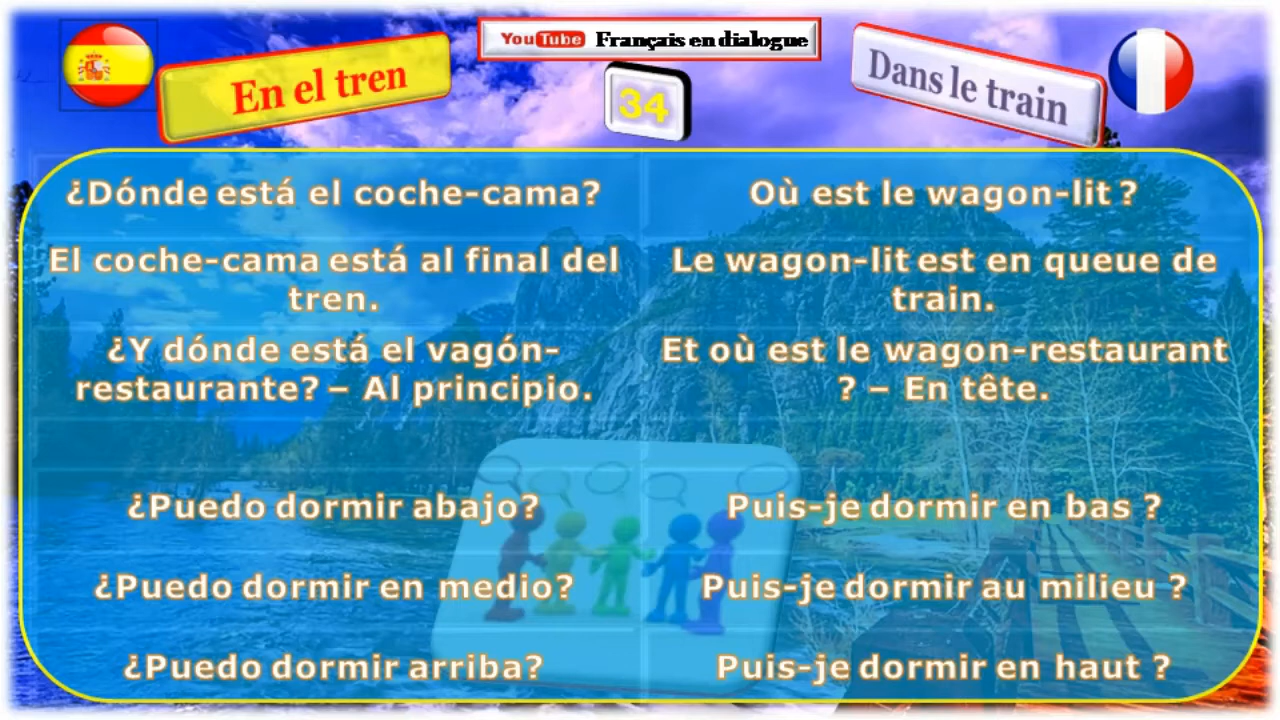 En el tren
YouTube Français en dialogue
34
Dans le train
¿Dónde está el coche-cama?
Où est le wagon-lit ?
El coche-cama está al final del
tren.
Le wagon-lit est en queue de
train.
¿Y dónde está el vagón-
restaurante? – Al principio.
Et où est le wagon-restaurant
? – En tête.
¿Puedo dormir abajo?
Puis-je dormir en bas ?
¿Puedo dormir en medio?
Puis-je dormir au milieu ?
¿Puedo dormir arriba?
Puis-je dormir en haut ?